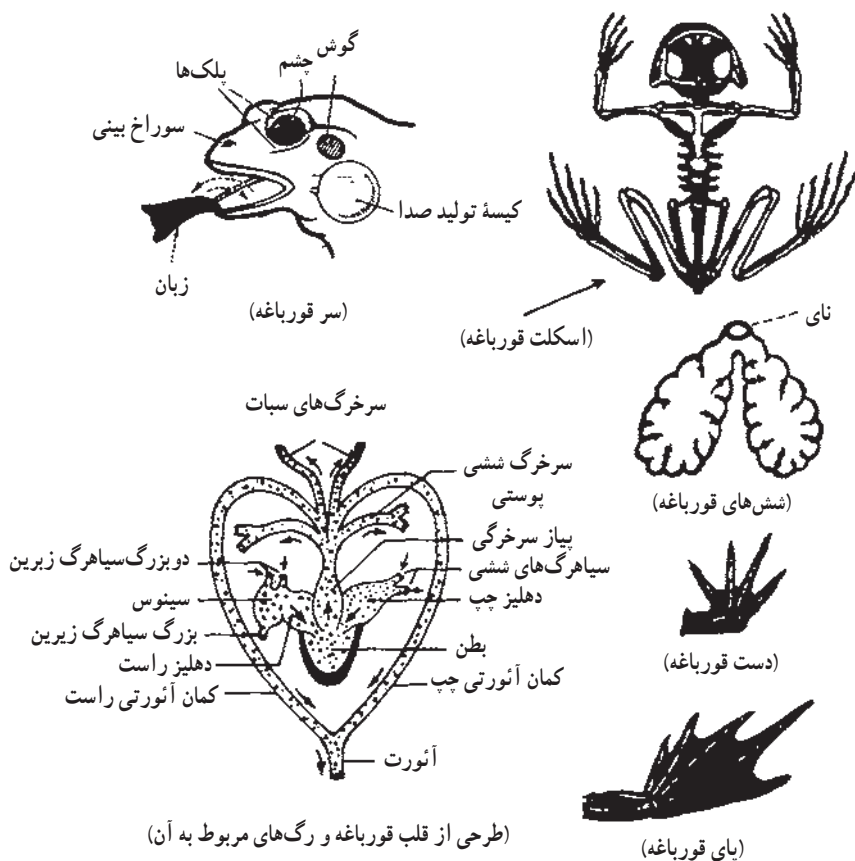 گوش
چشم
پلک‌ها
سوراخ بینی
کیسهٔ تولید صدا
زبان
(سر قورباغه)
(اسکلت قورباغه)
نای
(شش‌های قورباغه)
سرخرگ‌های سبات
سرخرگ ششی
پوستی
پیاز سرخرگی
سیاهرگ‌های ششی
دهلیز چپ
دوبزرگ سیاهرگ زبرین
سینوس
بزرگ سیاهرگ زیرین
دهلیز راست
بطن
کمان آئورتی چپ
کمان آئورتی راست
آئورت
(طرحی از قلب قورباغه و رگ‌های مربوط به آن)
(دست قورباغه)
(پای قورباغه)